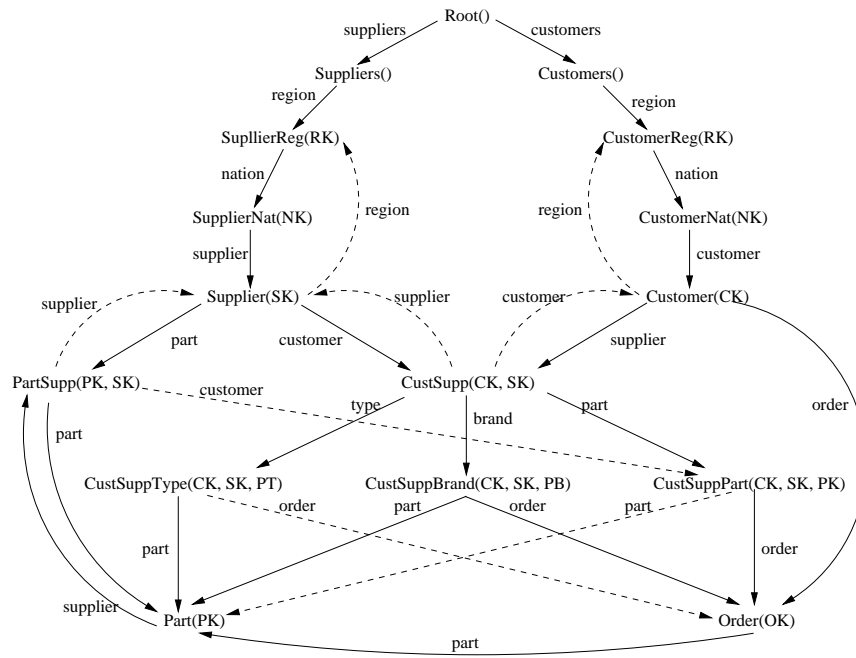 Root()
suppliers customers
Suppliers() Customers()
region region
SupllierReg(RK) CustomerReg(RK)
nation nation
region region
SupplierNat(NK) CustomerNat(NK)
supplier customer
supplier Supplier(SK) supplier customer Customer(CK)
part customer supplier
PartSupp(PK, SK) customer CustSupp(CK, SK)
type brand part order
part
CustSuppType(CK, SK, PT) CustSuppBrand(CK, SK, PB) CustSuppPart(CK, SK, PK)
order part order part
part order
supplier
Part(PK) Order(OK)
part